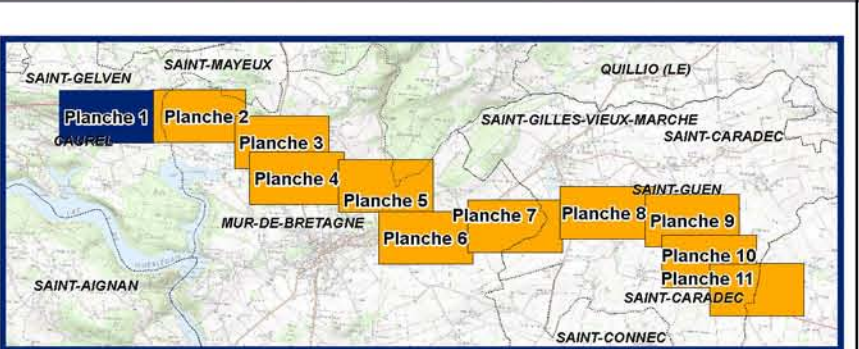 SAINT-MAYEUX
QUILLIO (LE)
SAINT-GELVEN
Planche 1
Planche 2
SAINT-GILLES-VIEUX-MARCHE
SAINT-CARADEC
CAUREL
Planche 3
Planche 4
SAINT-GUEN
Planche 5
Planche 7
Planche 8
Planche 9
MUR-DE-BRETAGNE
Planche 6
Planche 10
Planche 11
SAINT-AIGNAN
SAINT-CARADEC
SAINT-CONNEC